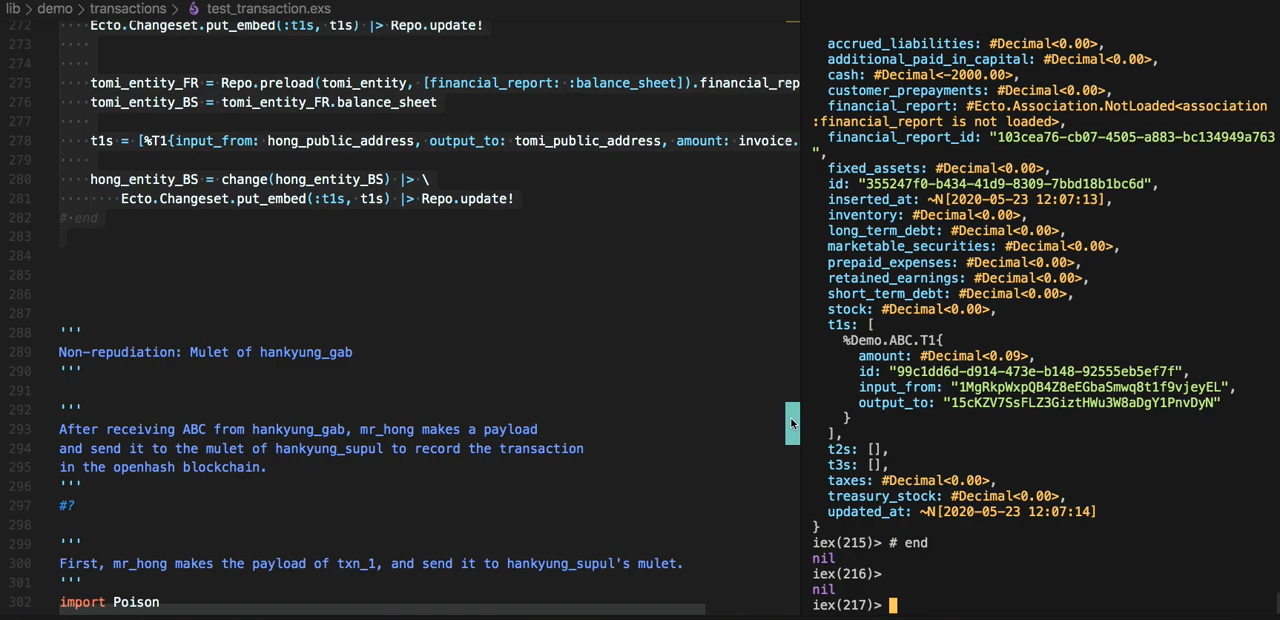 lib > demo > transactions > test_transaction.exs
272 Ecto.Changeset.put_embed(:t1s, t1s) |> Repo.update!
273
274
275 tomi_entity_FR = Repo.preload(tomi_entity, [financial_report: :balance_sheet]).financial_rep
276 tomi_entity_BS = tomi_entity_FR.balance_sheet
277
278 t1s = [%T1{input_from: hong_public_address, output_to: tomi_public_address, amount: invoice.
279
280 hong_entity_BS = change(hong_entity_BS) |> \
281 Ecto.Changeset.put_embed(:t1s, t1s) |> Repo.update!
282 # end
283
284
285
286
287
288 '''
289 Non-repudiation: Mulet of hankyung_gab
290 '''
291
292 '''
293 After receiving ABC from hankyung_gab, mr_hong makes a payload
294 and send it to the mulet of hankyung_supul to record the transaction
295 in the openhash blockchain.
296 '''
297 #?
298
299 '''
300 First, mr_hong makes the payload of txn_1, and send it to hankyung_supul's mulet.
301 '''
302 import Poison
accrued_liabilities: #Decimal<0.00>,
additional_paid_in_capital: #Decimal<0.00>,
cash: #Decimal<-2000.00>,
customer_prepayments: #Decimal<0.00>,
financial_report: #Ecto.Association.NotLoaded<association
:financial_report is not loaded>,
financial_report_id: "103cea76-cb07-4505-a883-bc134949a763
",
fixed_assets: #Decimal<0.00>,
id: "355247f0-b434-41d9-8309-7bbd18b1bc6d",
inserted_at: ~N[2020-05-23 12:07:13],
inventory: #Decimal<0.00>,
long_term_debt: #Decimal<0.00>,
marketable_securities: #Decimal<0.00>,
prepaid_expenses: #Decimal<0.00>,
retained_earnings: #Decimal<0.00>,
short_term_debt: #Decimal<0.00>,
stock: #Decimal<0.00>,
t1s: [
%Demo.ABC.T1{
amount: #Decimal<0.09>,
id: "99c1dd6d-d914-473e-b148-92555eb5ef7f",
input_from: "1MgRkpWxpQB4Z8eEGbaSmwq8t1f9vjeyEL",
output_to: "15cKZV7SsFLZ3GiztHWu3W8aDgY1PnvDyN"
}
],
t2s: [],
t3s: [],
taxes: #Decimal<0.00>,
treasury_stock: #Decimal<0.00>,
updated_at: ~N[2020-05-23 12:07:14]
}
iex(215)> # end
nil
iex(216)>
nil
iex(217)>